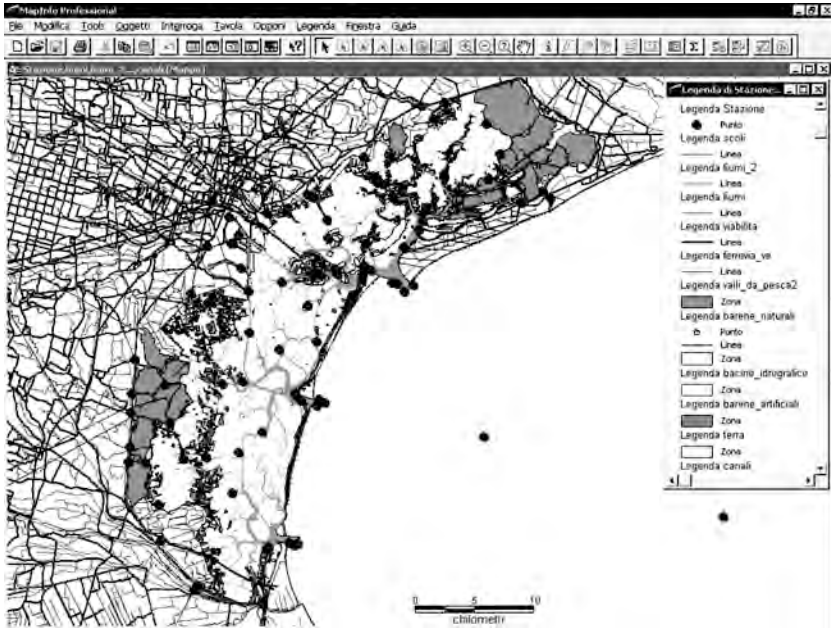 MapInfo Professional
File Modifica Tools Oggetti Interroga Tavola Opzioni Legenda Finestra Guida
canali (Mappa)
Legenda di Stazione...
Legenda Stazione
Punto
Legenda scoli
Linea
Legenda fiumi_2
Linea
Legenda fiumi
Linea
Legenda viabilita
Linea
Legenda ferrovia_ve
Linea
Legenda valli_da_pesca2
Zona
Legenda barene_naturali
Punto
Linea
Zona
Legenda bacino_idrografico
Zona
Legenda barene_artificiali
Zona
Legenda terra
Zona
Legenda canali
0 5 10
chilometri